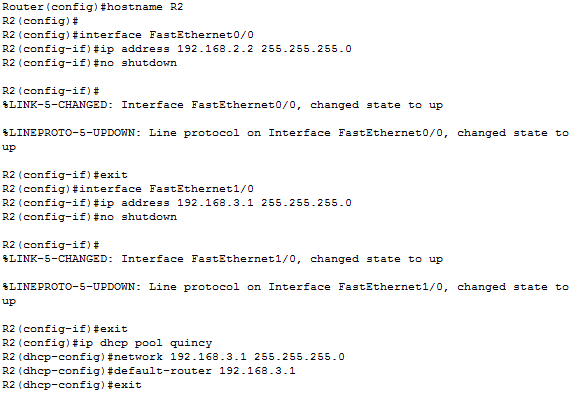 Router(config)#hostname R2
R2(config)#
R2(config)#interface FastEthernet0/0
R2(config-if)#ip address 192.168.2.2 255.255.255.0
R2(config-if)#no shutdown
R2(config-if)#
%LINK-5-CHANGED: Interface FastEthernet0/0, changed state to up
%LINEPROTO-5-UPDOWN: Line protocol on Interface FastEthernet0/0, changed state to
up
R2(config-if)#exit
R2(config)#interface FastEthernet1/0
R2(config-if)#ip address 192.168.3.1 255.255.255.0
R2(config-if)#no shutdown
R2(config-if)#
%LINK-5-CHANGED: Interface FastEthernet1/0, changed state to up
%LINEPROTO-5-UPDOWN: Line protocol on Interface FastEthernet1/0, changed state to
up
R2(config-if)#exit
R2(config)#ip dhcp pool quincy
R2(dhcp-config)#network 192.168.3.1 255.255.255.0
R2(dhcp-config)#default-router 192.168.3.1
R2(dhcp-config)#exit